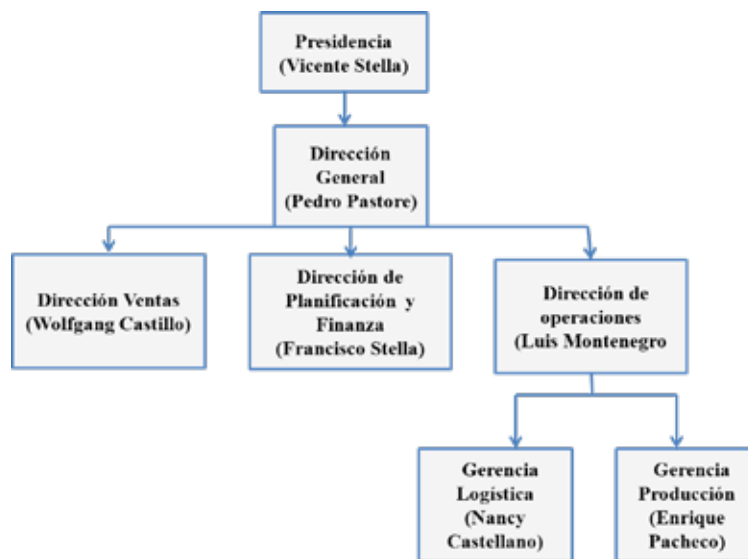 Presidencia
(Vicente Stella)
Dirección
General
(Pedro Pastore)
Dirección Ventas
(Wolfgang Castillo)
Dirección de
Planificación y
Finanza
(Francisco Stella)
Dirección de
operaciones
(Luis Montenegro
Gerencia
Logística
(Nancy
Castellano)
Gerencia
Producción
(Enrique
Pacheco)